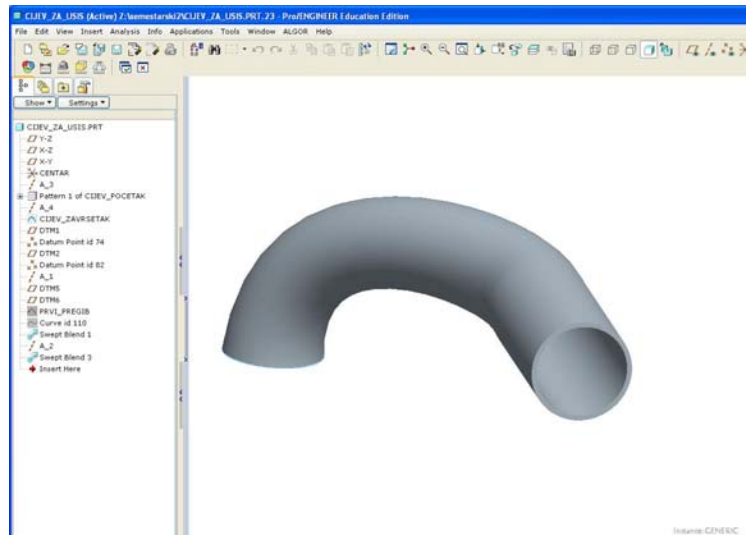 CIJEV_ZA_USIS (Active) Z:\semestarski2\CIJEV_ZA_USIS.PRT.23 - Pro/ENGINEER Education Edition
File Edit View Insert Analysis Info Applications Tools Window ALGOR Help
Show Settings
CIJEV_ZA_USIS.PRT
Y-Z
X-Z
X-Y
CENTAR
A_3
Pattern 1 of CIJEV_POCETAK
A_4
CIJEV_ZAVRSETAK
DTM1
Datum Point id 74
DTM2
Datum Point id 82
A_1
DTM5
DTM6
PRVI_PREGIB
Curve id 110
Swept Blend 1
A_2
Swept Blend 3
Insert Here
Instance:GENERIC